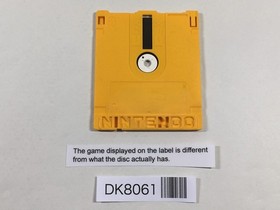 NINTENDO
The game displayed on the label is different
from what the disc actually has.
DK8061